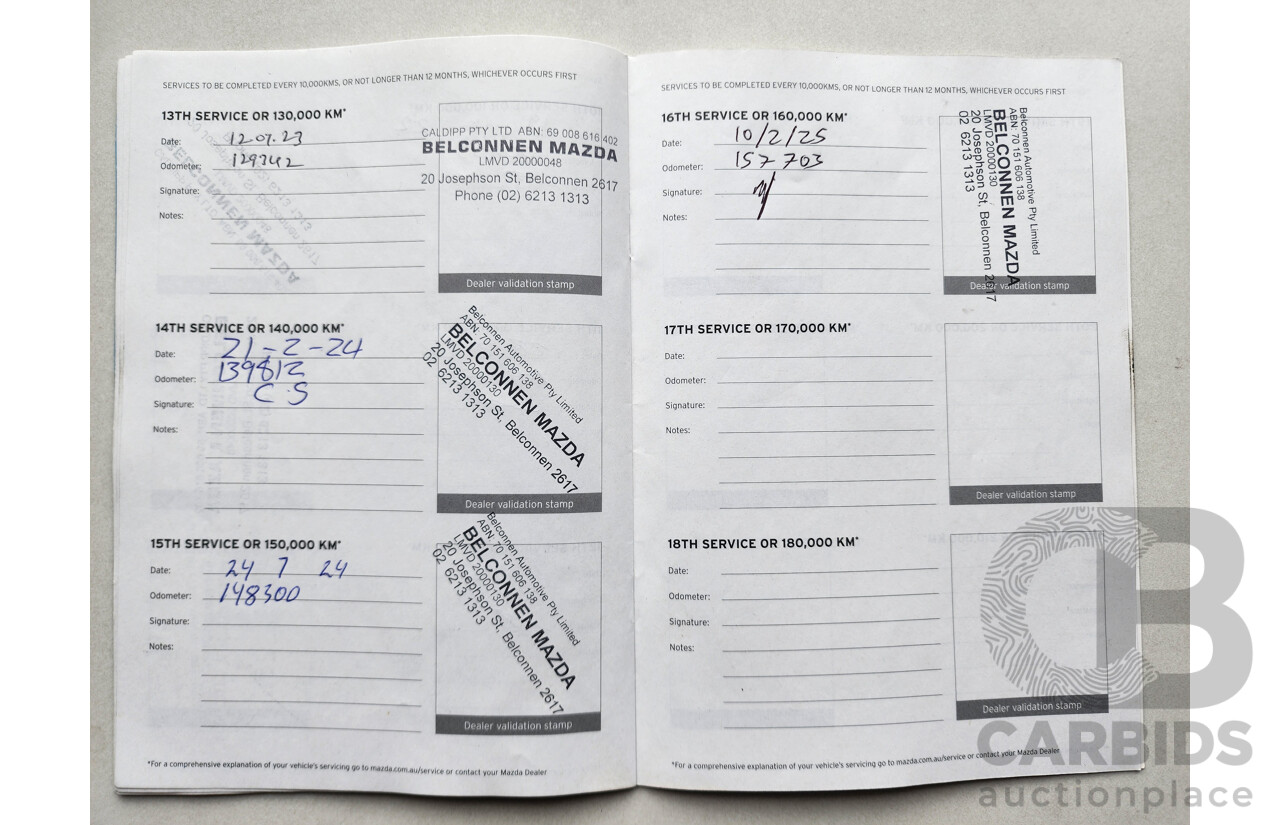 SERVICES TO BE COMPLETED EVERY 10,000KMS, OR NOT LONGER THAN 12 MONTHS, WHICHEVER OCCURS FIRST
13TH SERVICE OR 130,000 KM*
Date: 12.07.23
Odometer: 129742
Signature:
Notes:
CALDIPP PTY LTD ABN: 69 008 616 402
BELCONNEN MAZDA
LMVD 20000048
20 Josephson St, Belconnen 2617
Phone (02) 6213 1313
Dealer validation stamp
14TH SERVICE OR 140,000 KM*
Date: 21-2-24
Odometer: 139812
Signature: CS
Notes:
Belconnen Automotive Pty Limited
ABN: 70 151 606 138
BELCONNEN MAZDA
LMVD 20000130
20 Josephson St, Belconnen 2617
02 6213 1313
Dealer validation stamp
15TH SERVICE OR 150,000 KM*
Date: 24 7 24
Odometer: 148300
Signature:
Notes:
Belconnen Automotive Pty Limited
ABN: 70 151 606 138
BELCONNEN MAZDA
LMVD 20000130
20 Josephson St, Belconnen 2617
02 6213 1313
Dealer validation stamp
*For a comprehensive explanation of your vehicle's servicing go to mazda.com.au/service or contact your Mazda Dealer
SERVICES TO BE COMPLETED EVERY 10,000KMS, OR NOT LONGER THAN 12 MONTHS, WHICHEVER OCCURS FIRST
16TH SERVICE OR 160,000 KM*
Date: 10/2/25
Odometer: 157703
Signature:
Notes:
Belconnen Automotive Pty Limited
ABN: 70 151 606 138
BELCONNEN MAZDA
LMVD 20000130
20 Josephson St, Belconnen 2617
02 6213 1313
Dealer validation stamp
17TH SERVICE OR 170,000 KM*
Date:
Odometer:
Signature:
Notes:
Dealer validation stamp
18TH SERVICE OR 180,000 KM*
Date:
Odometer:
Signature:
Notes:
Dealer validation stamp
*For a comprehensive explanation of your vehicle's servicing go to mazda.com.au/service or contact your Mazda Dealer
CB
CARBIDS
auctionplace